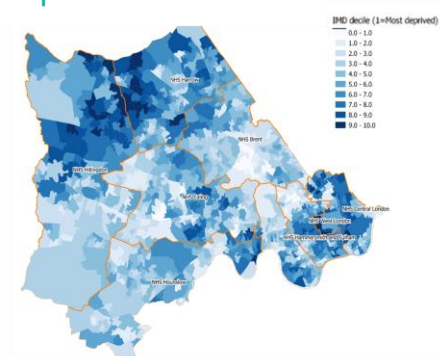 IMD decile (1=Most deprived)
0.0 - 1.0
1.0 - 2.0
2.0 - 3.0
3.0 - 4.0
4.0 - 5.0
5.0 - 6.0
6.0 - 7.0
7.0 - 8.0
8.0 - 9.0
9.0 - 10.0
NHS Harrow
NHS Brent
NHS Hillingdon
NHS Ealing
NHS Central London
NHS West London
NHS Hammersmith and Fulham
NHS Hounslow